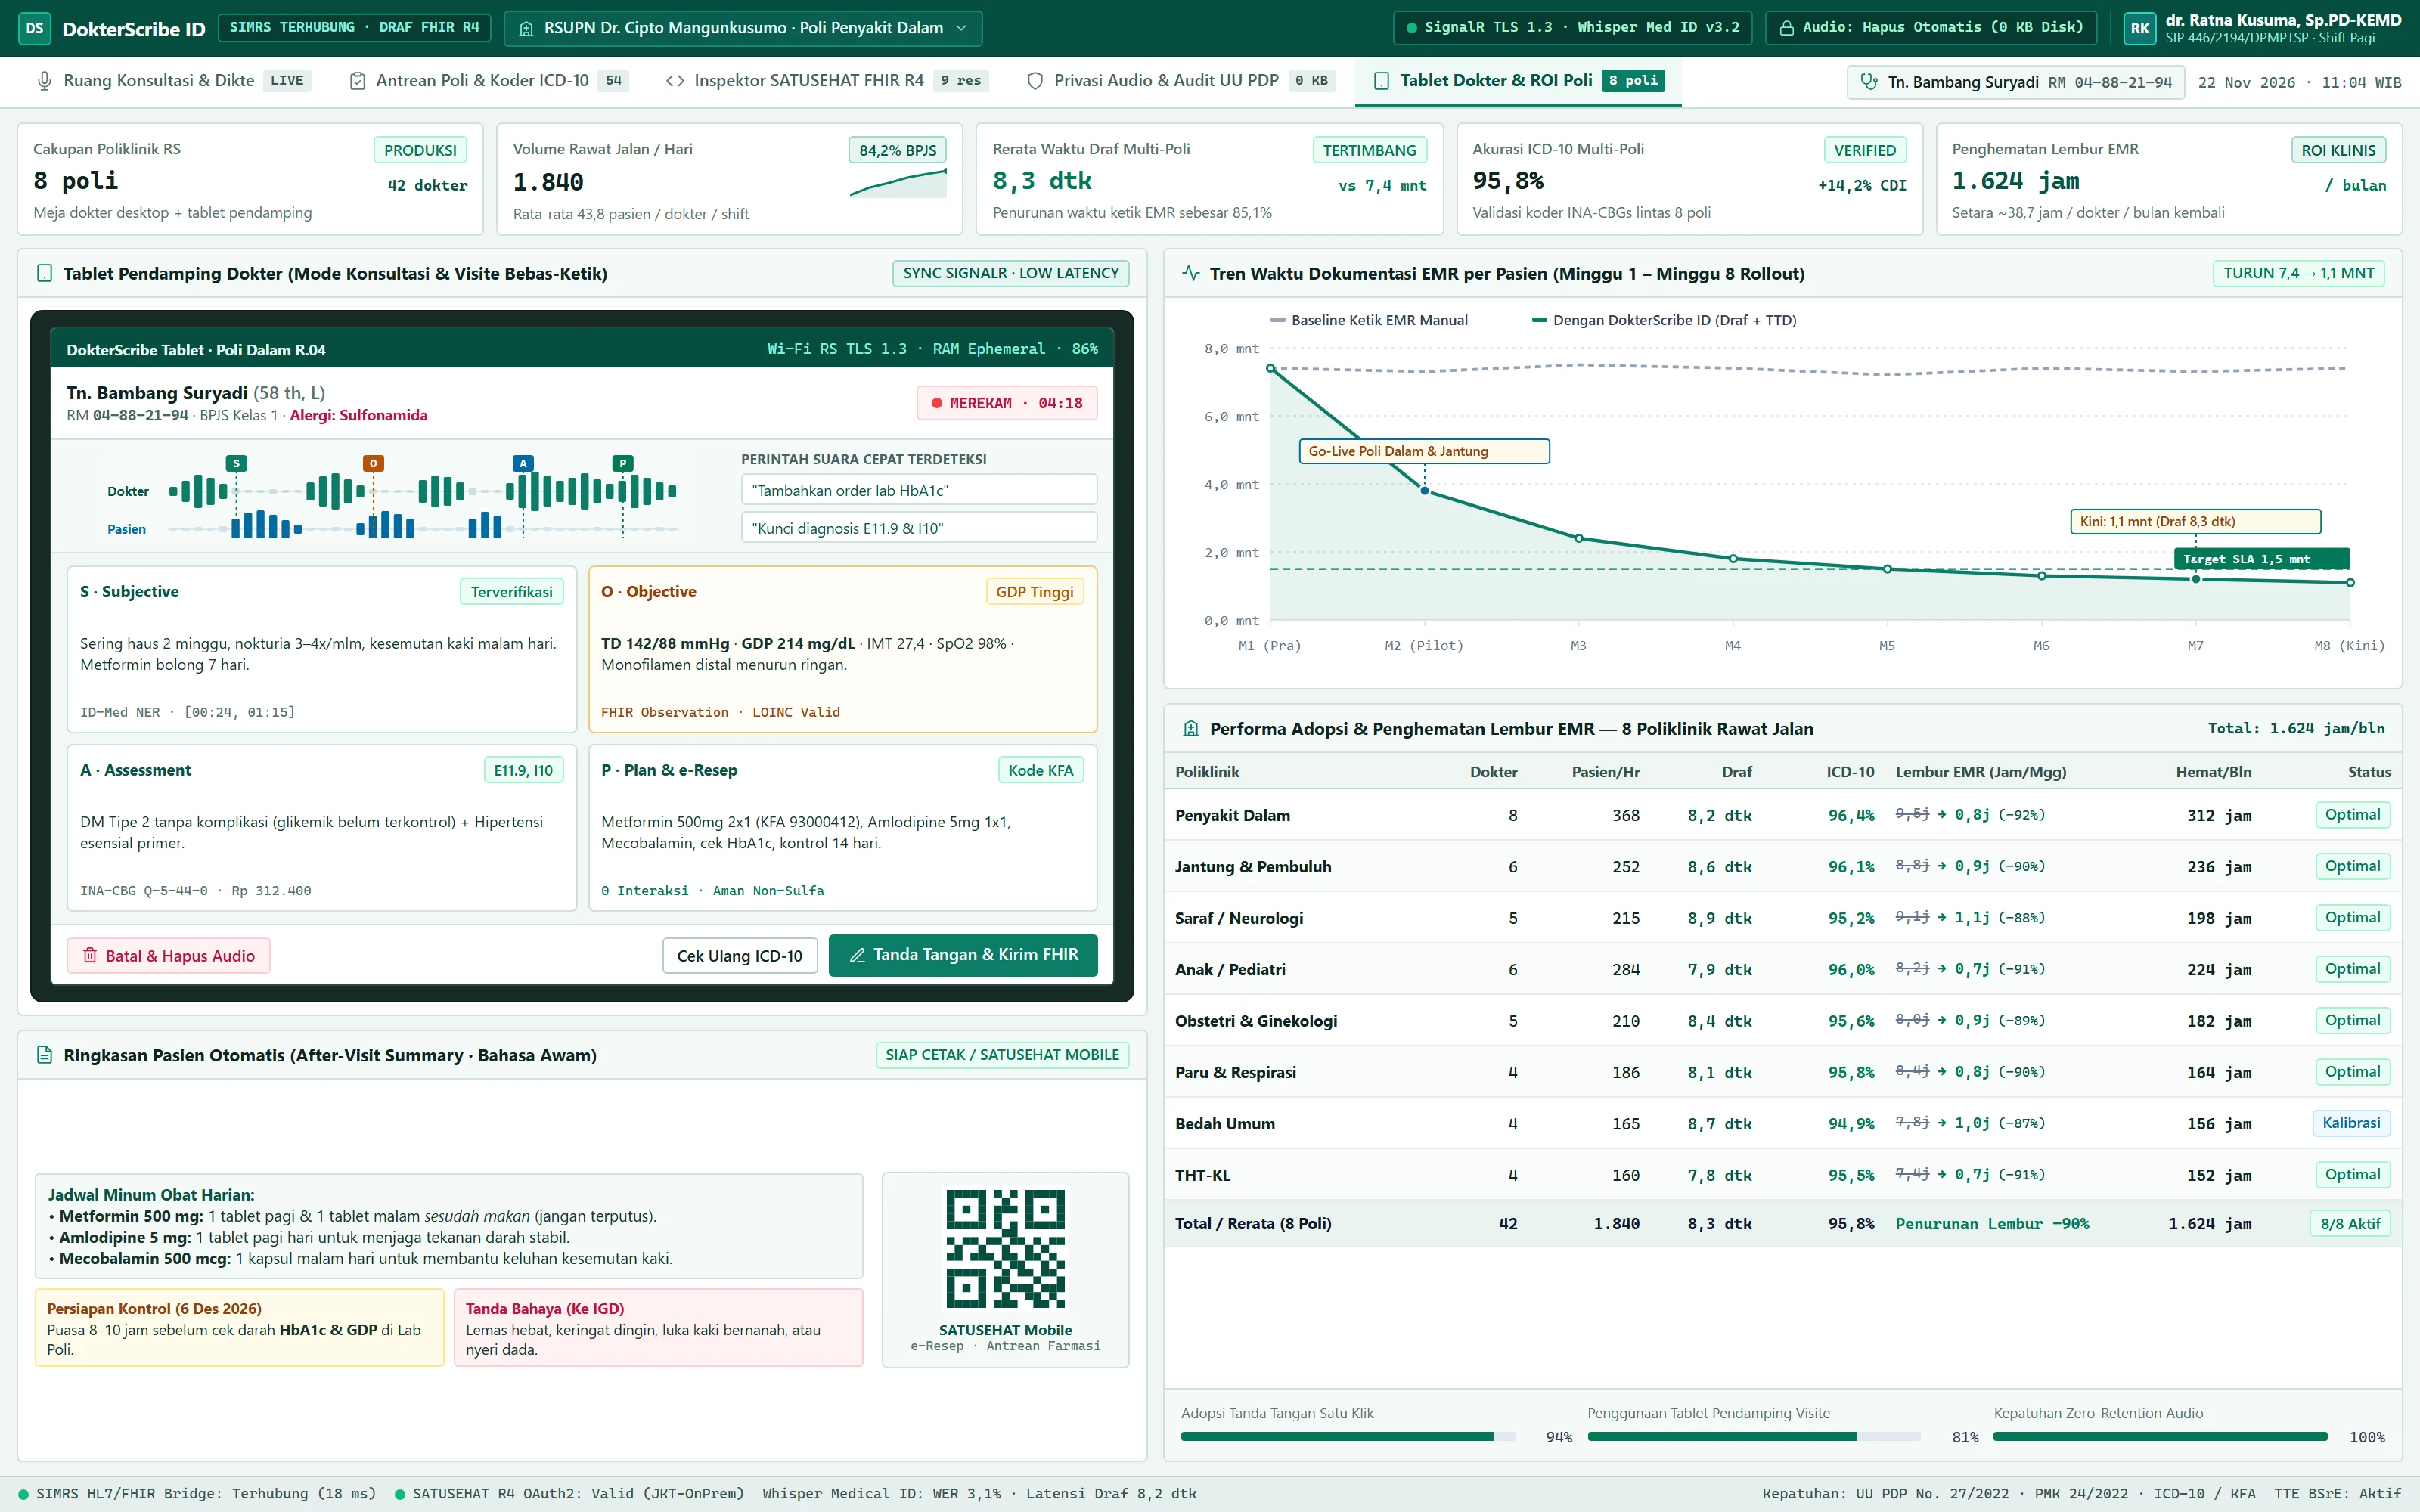 DS DokterScribe ID SIMRS TERHUBUNG · DRAF FHIR R4 RSUPN Dr. Cipto Mangunkusumo · Poli Penyakit Dalam SignalR TLS 1.3 · Whisper Med ID v3.2 Audio: Hapus Otomatis (0 KB Disk) RK dr. Ratna Kusuma, Sp.PD-KEMD
SIP 446/2194/DPMPTSP · Shift Pagi
Ruang Konsultasi & Dikte LIVE Antrean Poli & Koder ICD-10 54 Inspektor SATUSEHAT FHIR R4 9 res Privasi Audio & Audit UU PDP 0 KB Tablet Dokter & ROI Poli 8 poli Tn. Bambang Suryadi RM 04-88-21-94 22 Nov 2026 · 11:04 WIB
Cakupan Poliklinik RS PRODUKSI
8 poli 42 dokter
Meja dokter desktop + tablet pendamping
Volume Rawat Jalan / Hari 84,2% BPJS
1.840
Rata-rata 43,8 pasien / dokter / shift
Rerata Waktu Draf Multi-Poli TERTIMBANG
8,3 dtk vs 7,4 mnt
Penurunan waktu ketik EMR sebesar 85,1%
Akurasi ICD-10 Multi-Poli VERIFIED
95,8% +14,2% CDI
Validasi koder INA-CBGs lintas 8 poli
Penghematan Lembur EMR ROI KLINIS
1.624 jam / bulan
Setara ~38,7 jam / dokter / bulan kembali
Tablet Pendamping Dokter (Mode Konsultasi & Visite Bebas-Ketik) SYNC SIGNALR · LOW LATENCY
DokterScribe Tablet · Poli Dalam R.04 Wi-Fi RS TLS 1.3 · RAM Ephemeral · 86%
Tn. Bambang Suryadi (58 th, L)
RM 04-88-21-94 · BPJS Kelas 1 · Alergi: Sulfonamida
MEREKAM · 04:18
S O A P
Dokter
Pasien
PERINTAH SUARA CEPAT TERDETEKSI
"Tambahkan order lab HbA1c"
"Kunci diagnosis E11.9 & I10"
S · Subjective Terverifikasi
Sering haus 2 minggu, nokturia 3–4x/mlm, kesemutan kaki malam hari.
Metformin bolong 7 hari.
ID-Med NER · [00:24, 01:15]
O · Objective GDP Tinggi
TD 142/88 mmHg · GDP 214 mg/dL · IMT 27,4 · SpO2 98% ·
Monofilamen distal menurun ringan.
FHIR Observation · LOINC Valid
A · Assessment E11.9, I10
DM Tipe 2 tanpa komplikasi (glikemik belum terkontrol) + Hipertensi
esensial primer.
INA-CBG Q-5-44-0 · Rp 312.400
P · Plan & e-Resep Kode KFA
Metformin 500mg 2x1 (KFA 93000412), Amlodipine 5mg 1x1,
Mecobalamin, cek HbA1c, kontrol 14 hari.
0 Interaksi · Aman Non-Sulfa
Batal & Hapus Audio Cek Ulang ICD-10 Tanda Tangan & Kirim FHIR
Ringkasan Pasien Otomatis (After-Visit Summary · Bahasa Awam) SIAP CETAK / SATUSEHAT MOBILE
Jadwal Minum Obat Harian:
• Metformin 500 mg: 1 tablet pagi & 1 tablet malam sesudah makan (jangan terputus).
• Amlodipine 5 mg: 1 tablet pagi hari untuk menjaga tekanan darah stabil.
• Mecobalamin 500 mcg: 1 kapsul malam hari untuk membantu keluhan kesemutan kaki.
Persiapan Kontrol (6 Des 2026)
Puasa 8–10 jam sebelum cek darah HbA1c & GDP di Lab
Poli.
Tanda Bahaya (Ke IGD)
Lemas hebat, keringat dingin, luka kaki bernanah, atau
nyeri dada.
SATUSEHAT Mobile
e-Resep · Antrean Farmasi
Tren Waktu Dokumentasi EMR per Pasien (Minggu 1 – Minggu 8 Rollout) TURUN 7,4 → 1,1 MNT
Baseline Ketik EMR Manual Dengan DokterScribe ID (Draf + TTD)
8,0 mnt
6,0 mnt
4,0 mnt
2,0 mnt
0,0 mnt
Go-Live Poli Dalam & Jantung
Kini: 1,1 mnt (Draf 8,3 dtk)
Target SLA 1,5 mnt
M1 (Pra) M2 (Pilot) M3 M4 M5 M6 M7 M8 (Kini)
Performa Adopsi & Penghematan Lembur EMR — 8 Poliklinik Rawat Jalan Total: 1.624 jam/bln
Poliklinik Dokter Pasien/Hr Draf ICD-10 Lembur EMR (Jam/Mgg) Hemat/Bln Status
Penyakit Dalam 8 368 8,2 dtk 96,4% 9,5j → 0,8j (-92%) 312 jam Optimal
Jantung & Pembuluh 6 252 8,6 dtk 96,1% 8,8j → 0,9j (-90%) 236 jam Optimal
Saraf / Neurologi 5 215 8,9 dtk 95,2% 9,1j → 1,1j (-88%) 198 jam Optimal
Anak / Pediatri 6 284 7,9 dtk 96,0% 8,2j → 0,7j (-91%) 224 jam Optimal
Obstetri & Ginekologi 5 210 8,4 dtk 95,6% 8,0j → 0,9j (-89%) 182 jam Optimal
Paru & Respirasi 4 186 8,1 dtk 95,8% 8,4j → 0,8j (-90%) 164 jam Optimal
Bedah Umum 4 165 8,7 dtk 94,9% 7,8j → 1,0j (-87%) 156 jam Kalibrasi
THT-KL 4 160 7,8 dtk 95,5% 7,4j → 0,7j (-91%) 152 jam Optimal
Total / Rerata (8 Poli) 42 1.840 8,3 dtk 95,8% Penurunan Lembur -90% 1.624 jam 8/8 Aktif
Adopsi Tanda Tangan Satu Klik 94%
Penggunaan Tablet Pendamping Visite 81%
Kepatuhan Zero-Retention Audio 100%
SIMRS HL7/FHIR Bridge: Terhubung (18 ms) SATUSEHAT R4 OAuth2: Valid (JKT-OnPrem) Whisper Medical ID: WER 3,1% · Latensi Draf 8,2 dtk Kepatuhan: UU PDP No. 27/2022 · PMK 24/2022 · ICD-10 / KFA TTE BSrE: Aktif